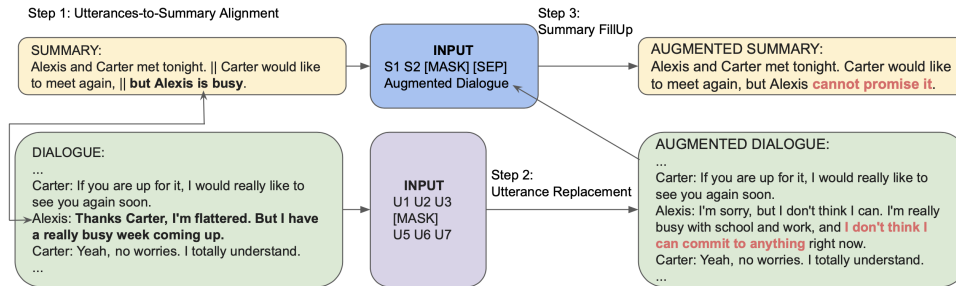 Step 1: Utterances-to-Summary Alignment
SUMMARY:
Alexis and Carter met tonight. || Carter would like
to meet again, || but Alexis is busy.
INPUT
S1 S2 [MASK] [SEP]
Augmented Dialogue
Step 3:
Summary FillUp
AUGMENTED SUMMARY:
Alexis and Carter met tonight. Carter would like
to meet again, but Alexis cannot promise it.
DIALOGUE:
...
Carter: If you are up for it, I would really like to
see you again soon.
Alexis: Thanks Carter, I'm flattered. But I have
a really busy week coming up.
Carter: Yeah, no worries. I totally understand.
...
INPUT
U1 U2 U3
[MASK]
U5 U6 U7
Step 2:
Utterance Replacement
AUGMENTED DIALOGUE:
...
Carter: If you are up for it, I would really like to
see you again soon.
Alexis: I'm sorry, but I don't think I can. I'm really
busy with school and work, and I don't think I
can commit to anything right now.
Carter: Yeah, no worries. I totally understand.
...